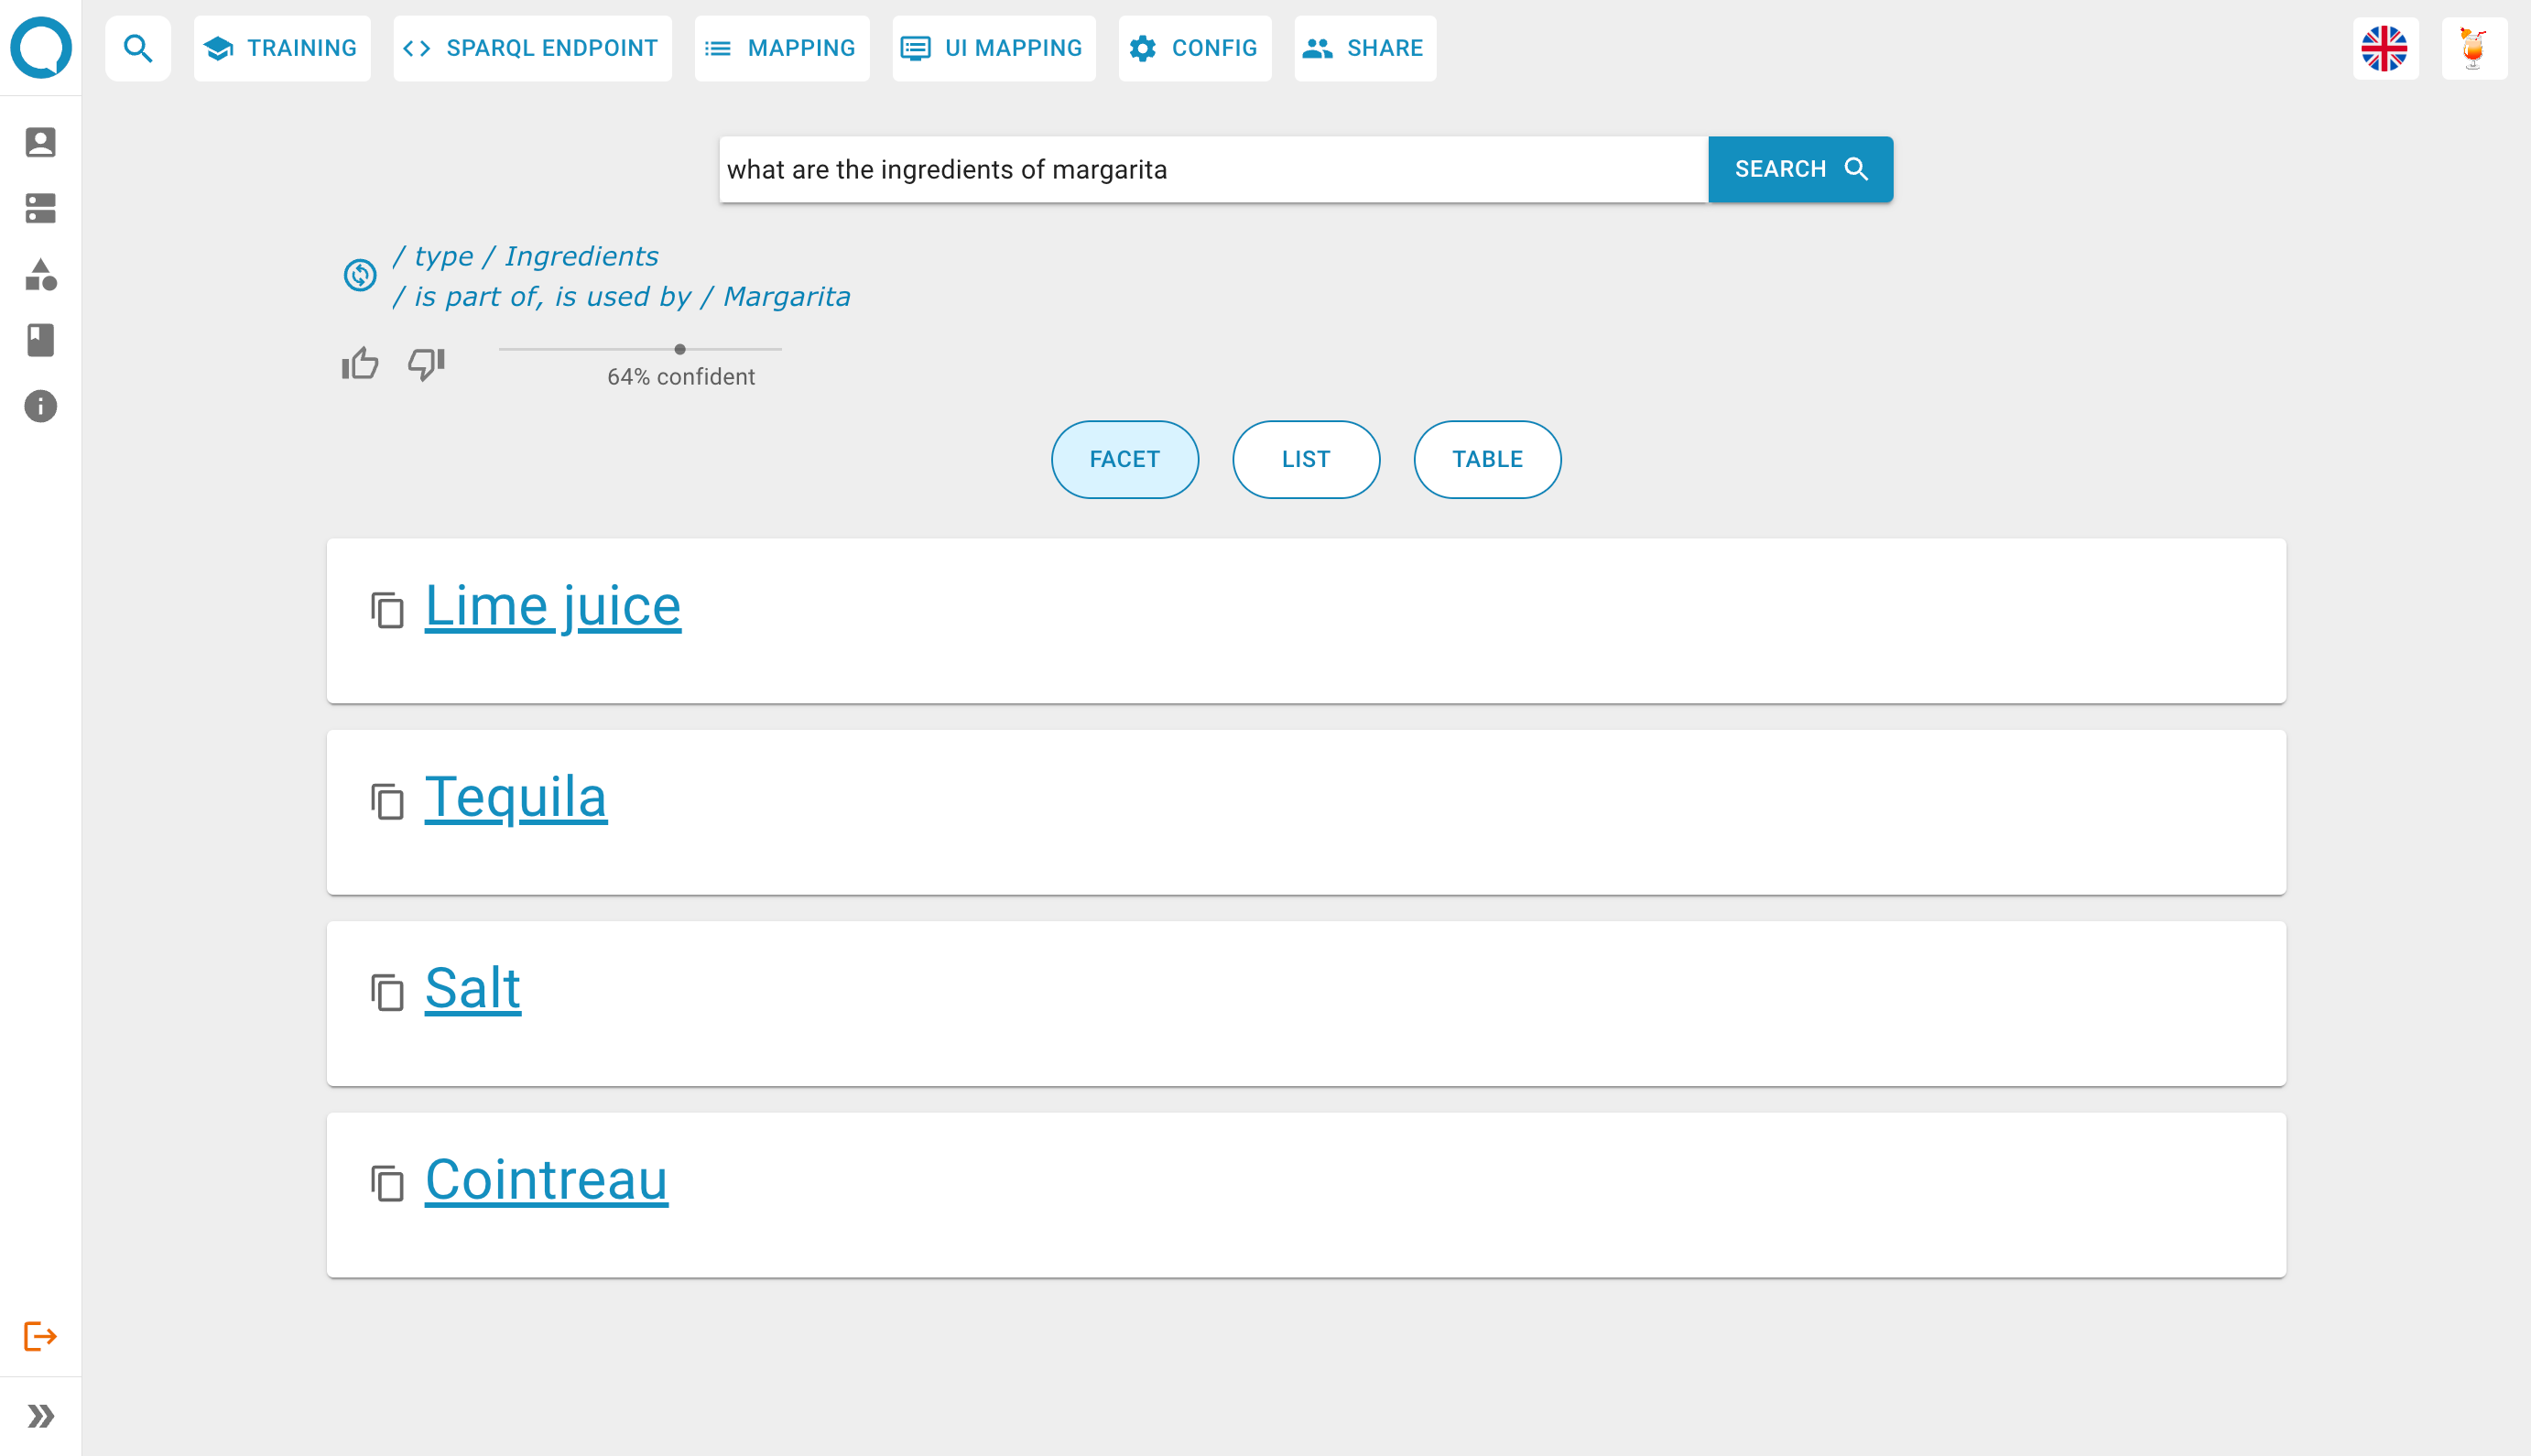 TRAINING SPARQL ENDPOINT MAPPING UI MAPPING CONFIG SHARE
what are the ingredients of margarita SEARCH
/ type / Ingredients
/ is part of, is used by / Margarita
64% confident
FACET LIST TABLE
Lime juice
Tequila
Salt
Cointreau